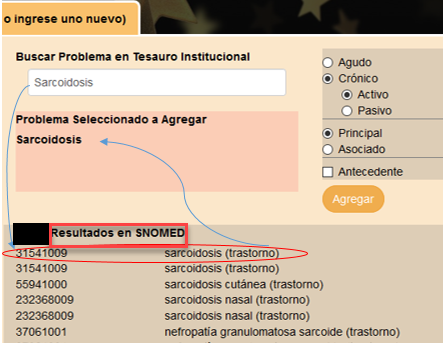 o ingrese uno nuevo)
Buscar Problema en Tesauro Institucional
Sarcoidosis
Problema Seleccionado a Agregar
Sarcoidosis
Agudo
Crónico
Activo
Pasivo
Principal
Asociado
Antecedente
Agregar
Resultados en SNOMED
31541009 sarcoidosis (trastorno)
31541009 sarcoidosis (trastorno)
55941000 sarcoidosis cutánea (trastorno)
232368009 sarcoidosis nasal (trastorno)
232368009 sarcoidosis nasal (trastorno)
37061001 nefropatía granulomatosa sarcoide (trastorno)